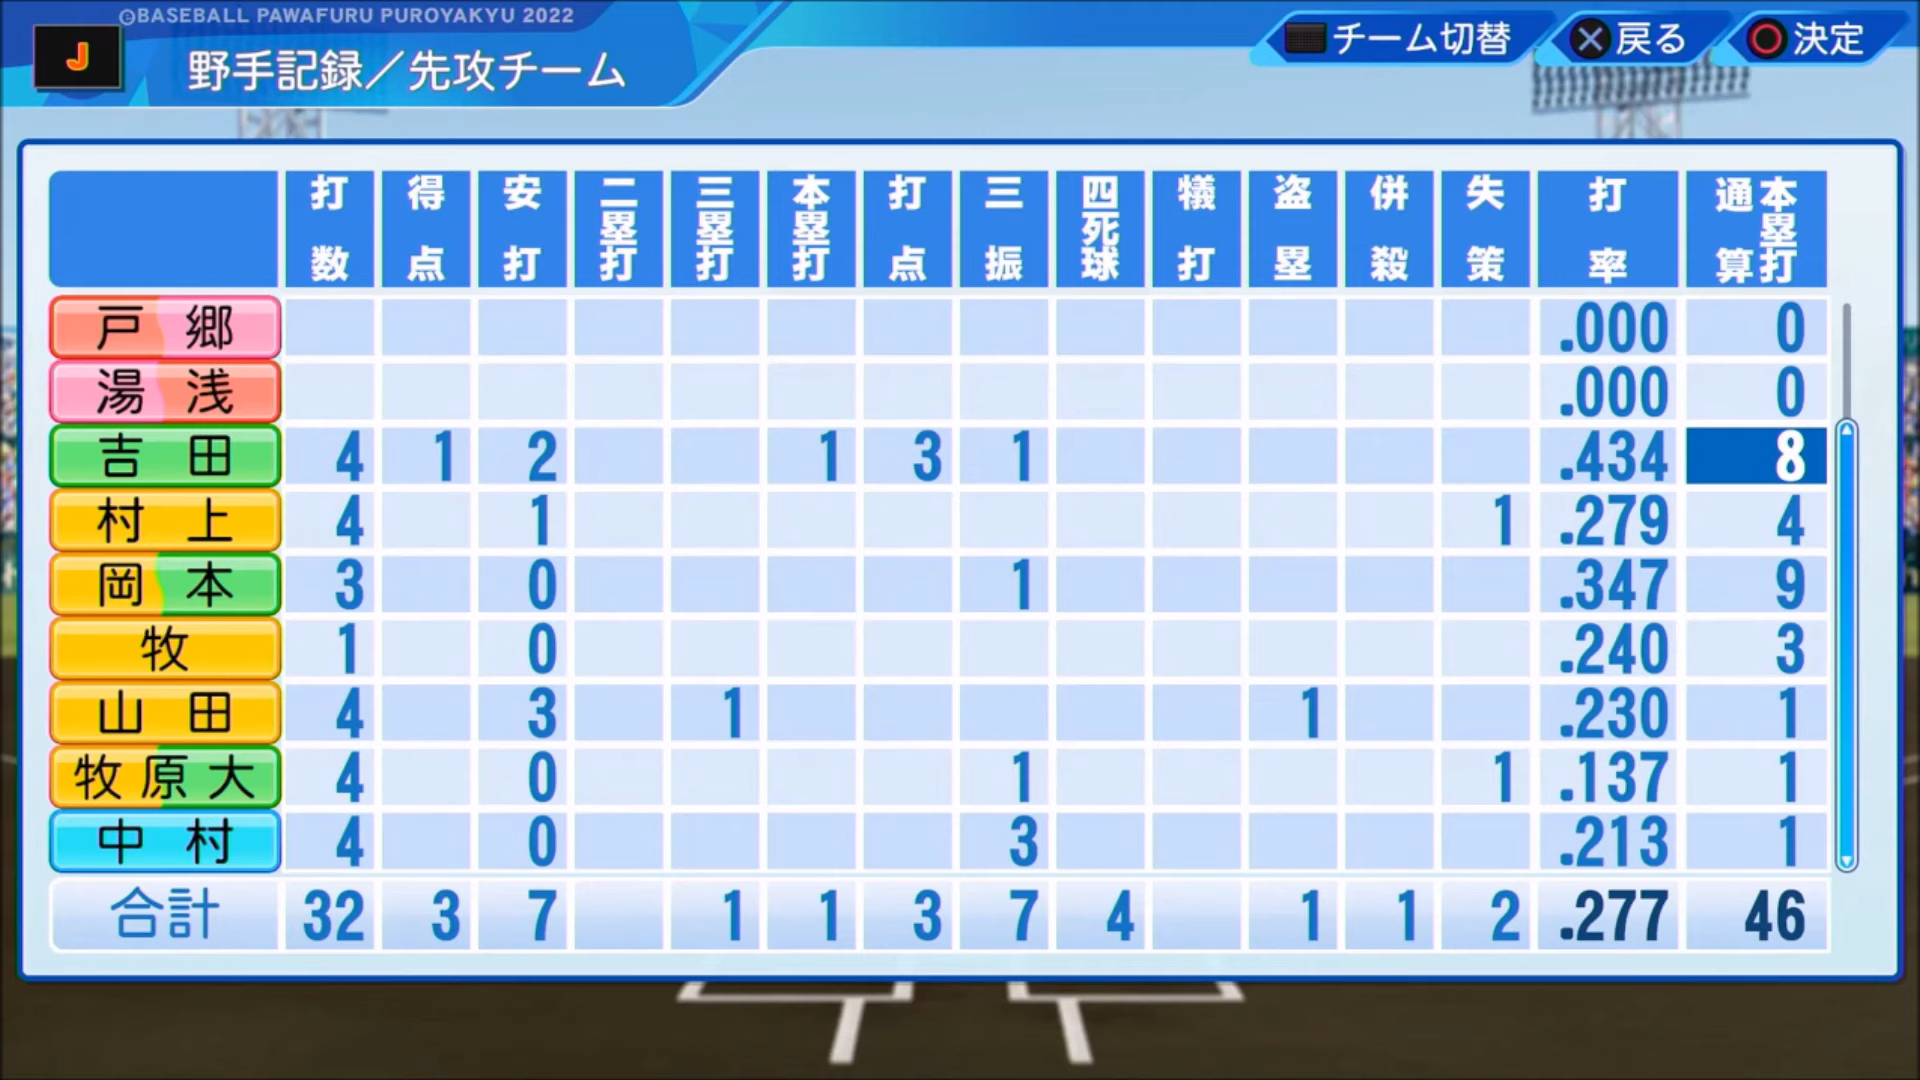 ©BASEBALL PAWAFURU PUROYAKYU 2022
J 野手記録／先攻チーム チーム切替 戻る 決定
打数 得点 安打 二塁打 三塁打 本塁打 打点 三振 四死球 犠打 盗塁 併殺 失策 打率 通算本塁打
戸郷 .000 0
湯浅 .000 0
吉田 4 1 2 1 3 1 .434 8
村上 4 1 1 .279 4
岡本 3 0 1 .347 9
牧 1 0 .240 3
山田 4 3 1 1 .230 1
牧原大 4 0 1 1 .137 1
中村 4 0 3 .213 1
合計 32 3 7 1 1 3 7 4 1 1 2 .277 46